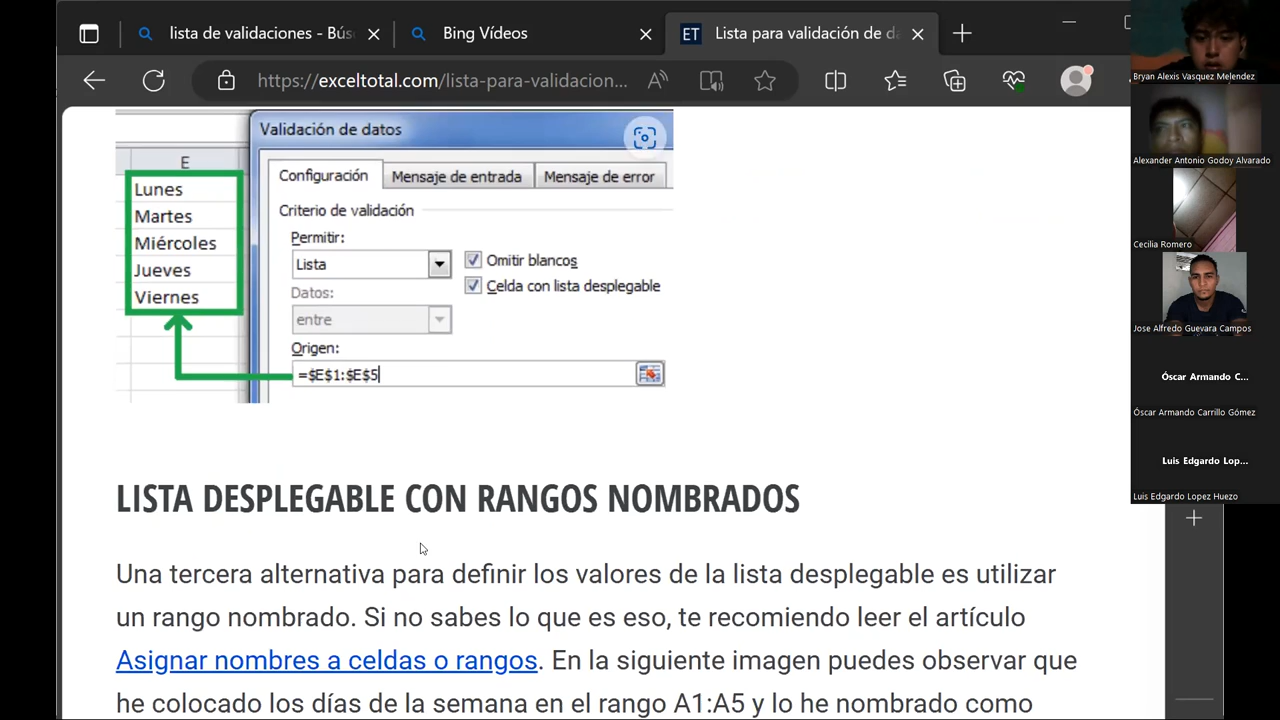 lista de validaciones - Bús
Bing Vídeos
ET Lista para validación de da
https://exceltotal.com/lista-para-validacion...
Validación de datos
E
Lunes
Martes
Miércoles
Jueves
Viernes
Configuración
Mensaje de entrada
Mensaje de error
Criterio de validación
Permitir:
Lista
Omitir blancos
Celda con lista desplegable
Datos:
entre
Origen:
=$E$1:$E$5
LISTA DESPLEGABLE CON RANGOS NOMBRADOS
Una tercera alternativa para definir los valores de la lista desplegable es utilizar
un rango nombrado. Si no sabes lo que es eso, te recomiendo leer el artículo
Asignar nombres a celdas o rangos. En la siguiente imagen puedes observar que
he colocado los días de la semana en el rango A1:A5 y lo he nombrado como
Bryan Alexis Vasquez Melendez
Alexander Antonio Godoy Alvarado
Cecilia Romero
Jose Alfredo Guevara Campos
Óscar Armando C...
Óscar Armando Carrillo Gómez
Luis Edgardo Lop...
Luis Edgardo Lopez Huezo